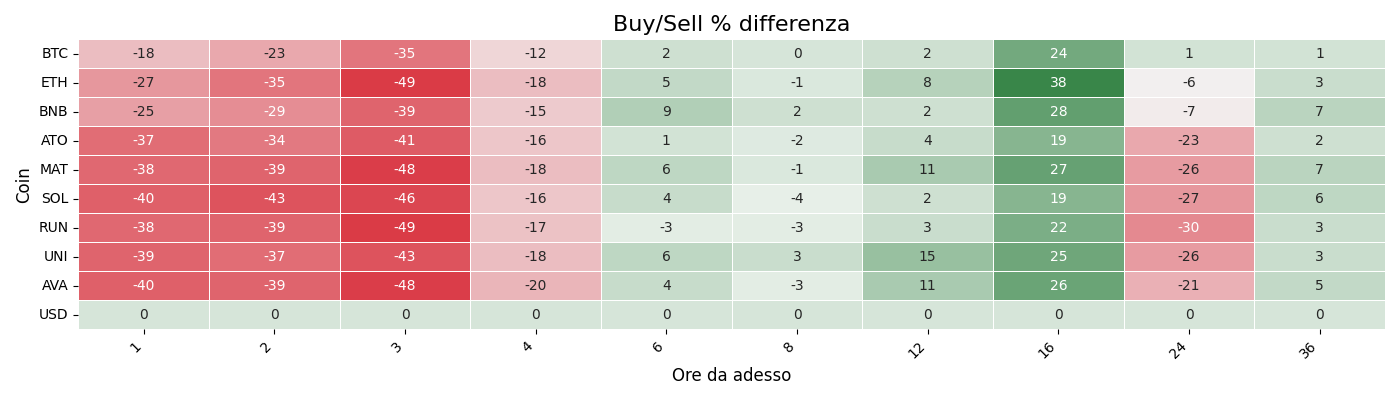 Buy/Sell % differenza
Coin
BTC -18 -23 -35 -12 2 0 2 24 1 1
ETH -27 -35 -49 -18 5 -1 8 38 -6 3
BNB -25 -29 -39 -15 9 2 2 28 -7 7
ATO -37 -34 -41 -16 1 -2 4 19 -23 2
MAT -38 -39 -48 -18 6 -1 11 27 -26 7
SOL -40 -43 -46 -16 4 -4 2 19 -27 6
RUN -38 -39 -49 -17 -3 -3 3 22 -30 3
UNI -39 -37 -43 -18 6 3 15 25 -26 3
AVA -40 -39 -48 -20 4 -3 11 26 -21 5
USD 0 0 0 0 0 0 0 0 0 0
1 2 3 4 6 8 12 16 24 36
Ore da adesso